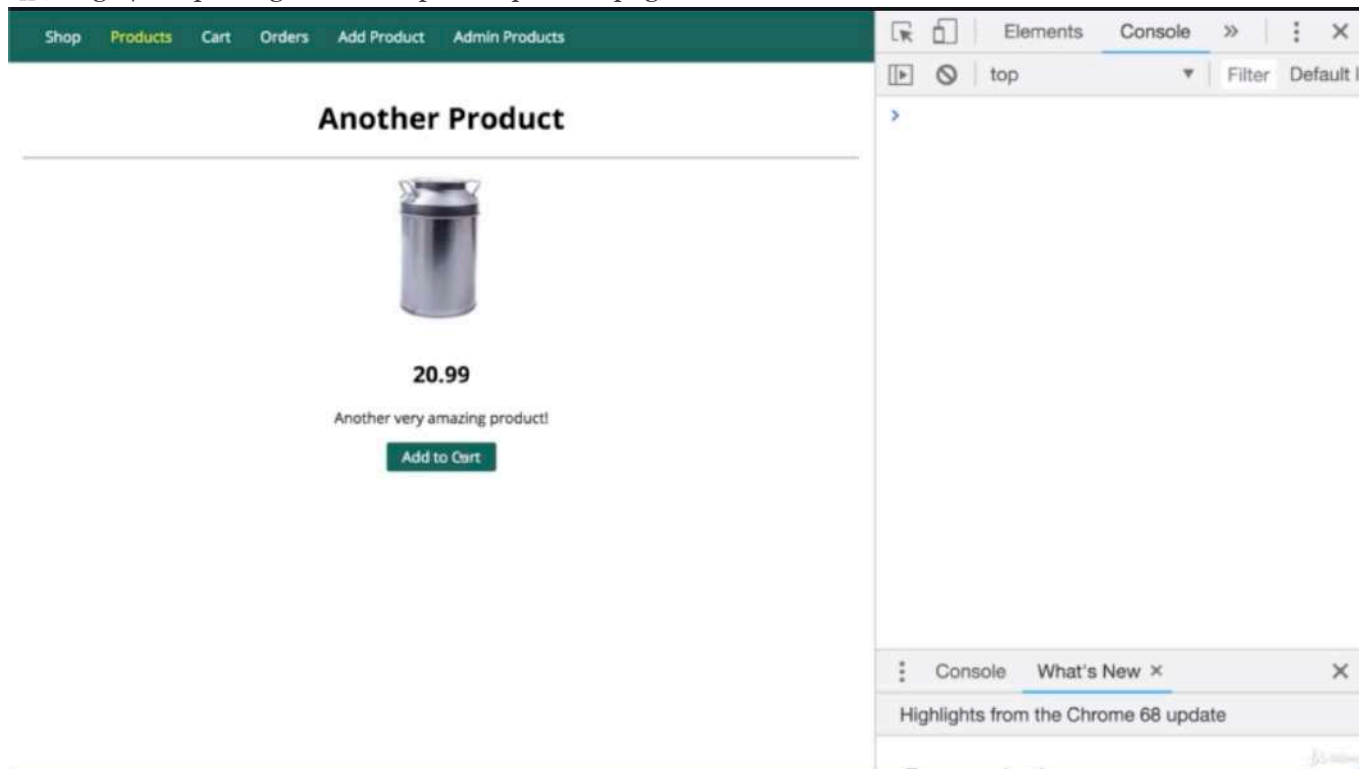 Shop Products Cart Orders Add Product Admin Products
Another Product
20.99
Another very amazing product!
Add to Cart
Elements Console »
top Filter Default
Console What's New ×
Highlights from the Chrome 68 update